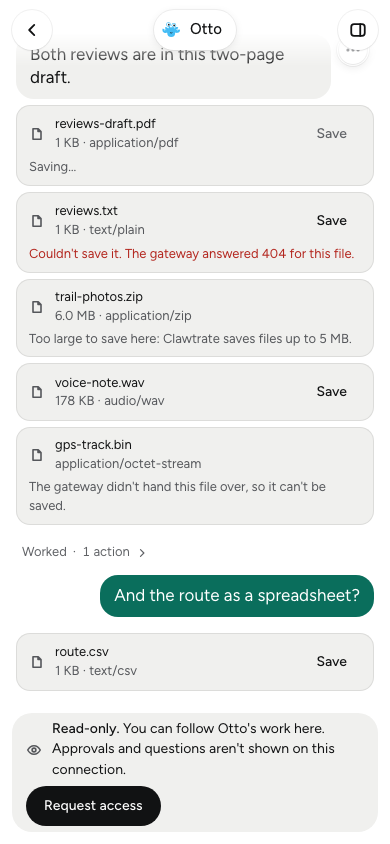 Otto
Both reviews are in this two-page
draft.
reviews-draft.pdf
1 KB · application/pdf
Save
Saving…
reviews.txt
1 KB · text/plain
Save
Couldn't save it. The gateway answered 404 for this file.
trail-photos.zip
6.0 MB · application/zip
Too large to save here: Clawtrate saves files up to 5 MB.
voice-note.wav
178 KB · audio/wav
Save
gps-track.bin
application/octet-stream
The gateway didn't hand this file over, so it can't be
saved.
Worked · 1 action
And the route as a spreadsheet?
route.csv
1 KB · text/csv
Save
Read-only. You can follow Otto's work here.
Approvals and questions aren't shown on this
connection.
Request access